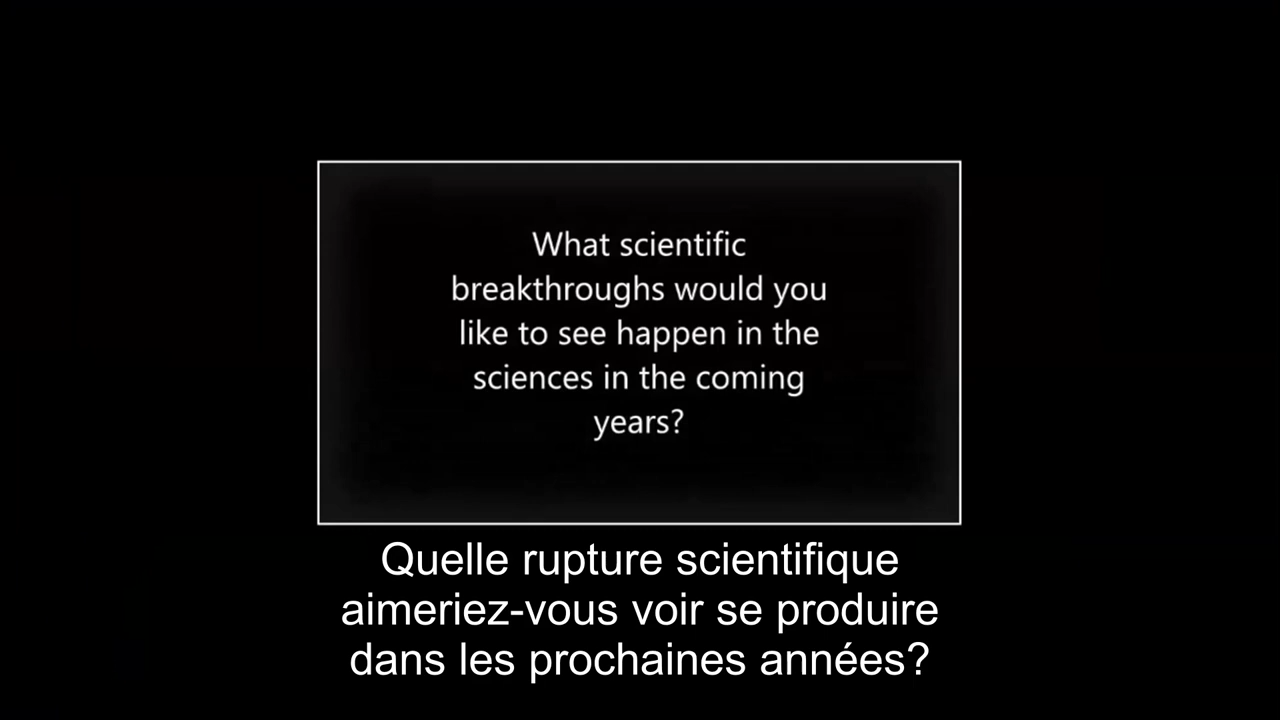 What scientific
breakthroughs would you
like to see happen in the
sciences in the coming
years?
Quelle rupture scientifique
aimeriez-vous voir se produire
dans les prochaines années?